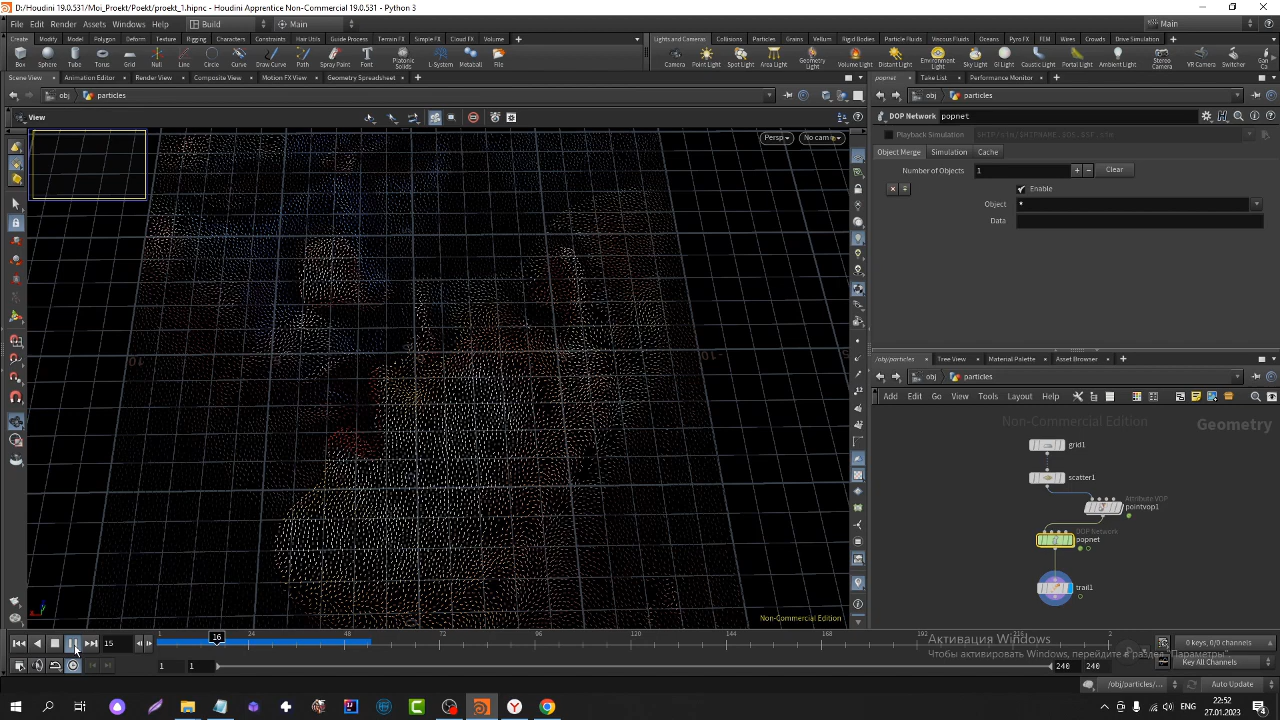 D:/Houdini 19.0.531/Moi_Proekt/Poekt/proekt_1.hipnc - Houdini Apprentice Non-Commercial 19.0.531 - Python 3
File Edit Render Assets Windows Help Build Main Main
Create Modify Model Polygon Deform Texture Rigging Characters Constraints Hair Utils Guide Process Terrain FX Simple FX Cloud FX Volume
Lights and Cameras Collisions Particles Grains Vellum Rigid Bodies Particle Fluids Viscous Fluids Oceans Pyro FX FEM Wires Crowds Drive Simulation
Box Sphere Tube Torus Grid Null Line Circle Curve Draw Curve Path Spray Paint Font Platonic Solids L-System Metaball File
Camera Point Light Spot Light Area Light Geometry Light Volume Light Distant Light Environment Light Sky Light GI Light Caustic Light Portal Light Ambient Light Stereo Camera VR Camera Switcher
Scene View Animation Editor Render View Composite View Motion FX View Geometry Spreadsheet
popnet Take List Performance Monitor
obj particles
obj particles
View
DOP Network popnet
Persp No cam
Playback Simulation
Object Merge Simulation Cache
Number of Objects 1 Clear
Enable
Object *
Data
/obj/particles Tree View Material Palette Asset Browser
obj particles
Add Edit Go View Tools Layout Help
Non-Commercial Edition Geometry
grid1
scatter1
Attribute VOP
pointvop1
DOP Network
popnet
trail1
Non-Commercial Edition
15 1 16 24 48 72 96 120 144 168 192 216 2
0 keys, 0/0 channels
Активация Windows
Чтобы активировать Windows, перейдите в раздел "Параметры".
1 1 240 240 Key All Channels
/obj/particles/... Auto Update
ENG 22:52
27.01.2023